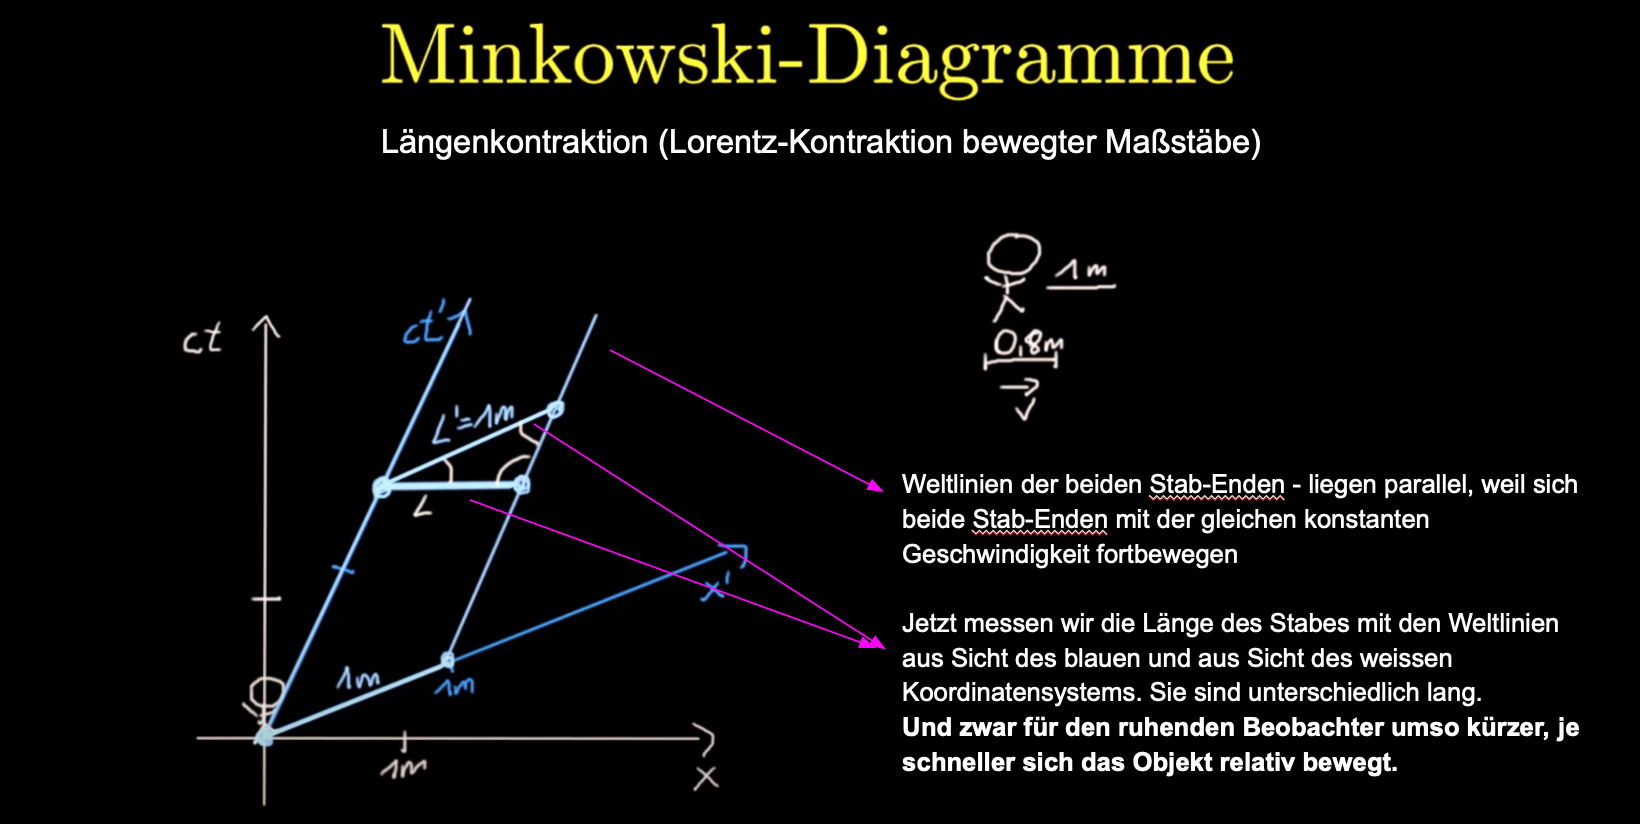 Minkowski-Diagramme
Längenkontraktion (Lorentz-Kontraktion bewegter Maßstäbe)
1m
0,8m
v
ct
ct'
L'=1m
L
x'
1m
1m
1m
x
Weltlinien der beiden Stab-Enden - liegen parallel, weil sich
beide Stab-Enden mit der gleichen konstanten
Geschwindigkeit fortbewegen
Jetzt messen wir die Länge des Stabes mit den Weltlinien
aus Sicht des blauen und aus Sicht des weissen
Koordinatensystems. Sie sind unterschiedlich lang.
Und zwar für den ruhenden Beobachter umso kürzer, je
schneller sich das Objekt relativ bewegt.